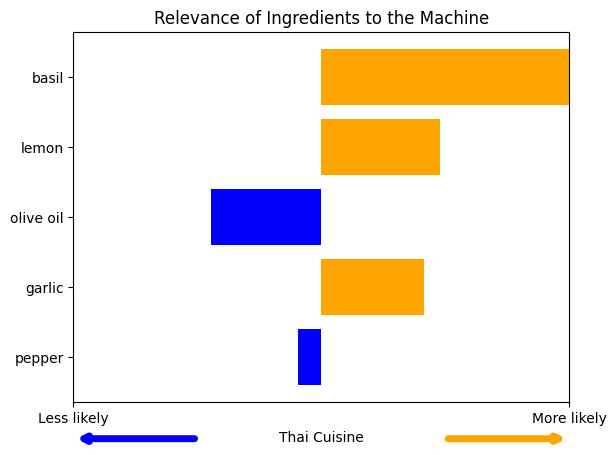 Relevance of Ingredients to the Machine
basil
lemon
olive oil
garlic
pepper
Less likely
More likely
Thai Cuisine